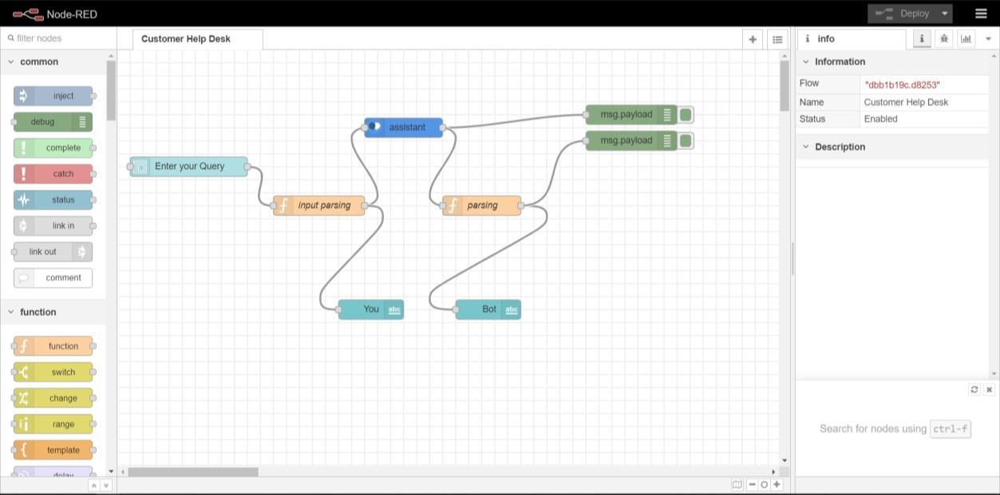 Node-RED
Deploy
filter nodes
Customer Help Desk
i info
i
common
Information
inject
Flow "dbb1b19c.d8253"
debug
Name Customer Help Desk
Status Enabled
complete
catch
status
link in
link out
comment
Description
function
function
switch
change
range
template
delay
msg.payload
msg.payload
assistant
Enter your Query
f input parsing
f parsing
You abc
Bot abc
Search for nodes using ctrl-f